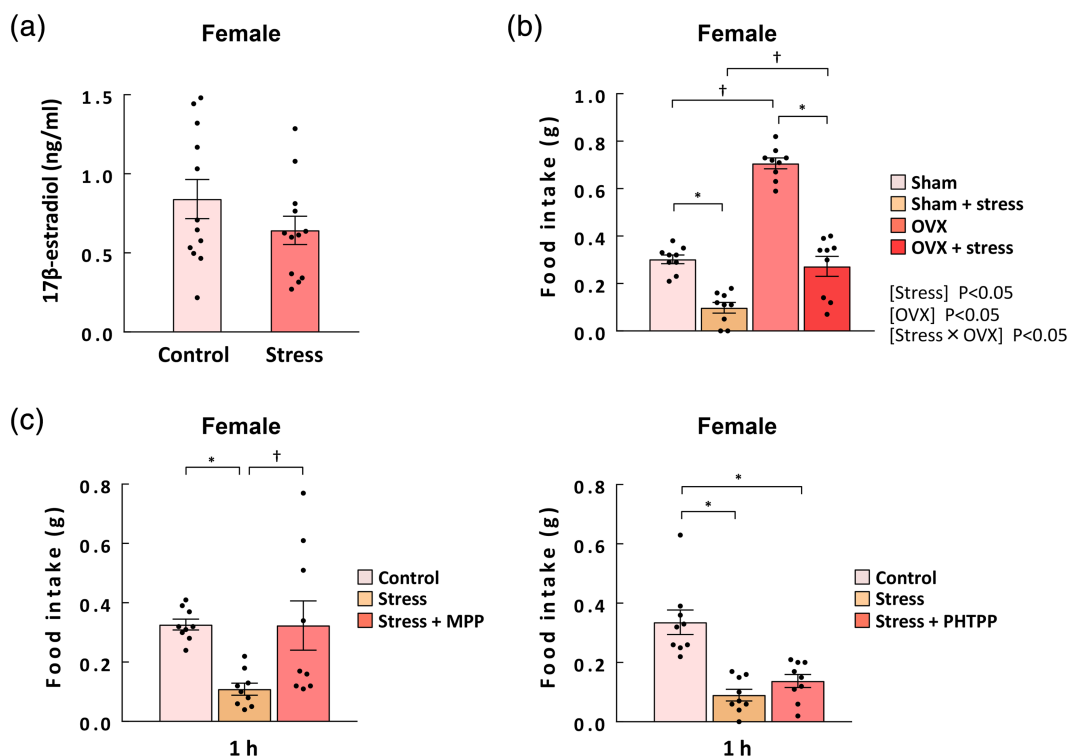 (a)
Female
17β-estradiol (ng/ml)
1.5
1.0
0.5
0.0
Control
Stress
(b)
Female
Food intake (g)
1.0
0.8
0.6
0.4
0.2
0.0
†
†
*
*
Sham
Sham + stress
OVX
OVX + stress
[Stress] P<0.05
[OVX] P<0.05
[Stress × OVX] P<0.05
(c)
Female
Food intake (g)
0.8
0.6
0.4
0.2
0.0
*
†
1 h
Control
Stress
Stress + MPP
Female
Food intake (g)
0.8
0.6
0.4
0.2
0.0
*
*
1 h
Control
Stress
Stress + PHTPP